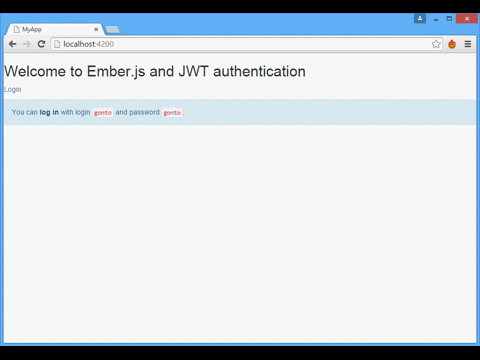 MyApp
localhost:4200
Welcome to Ember.js and JWT authentication
Login
You can log in with login gonto and password gonto.